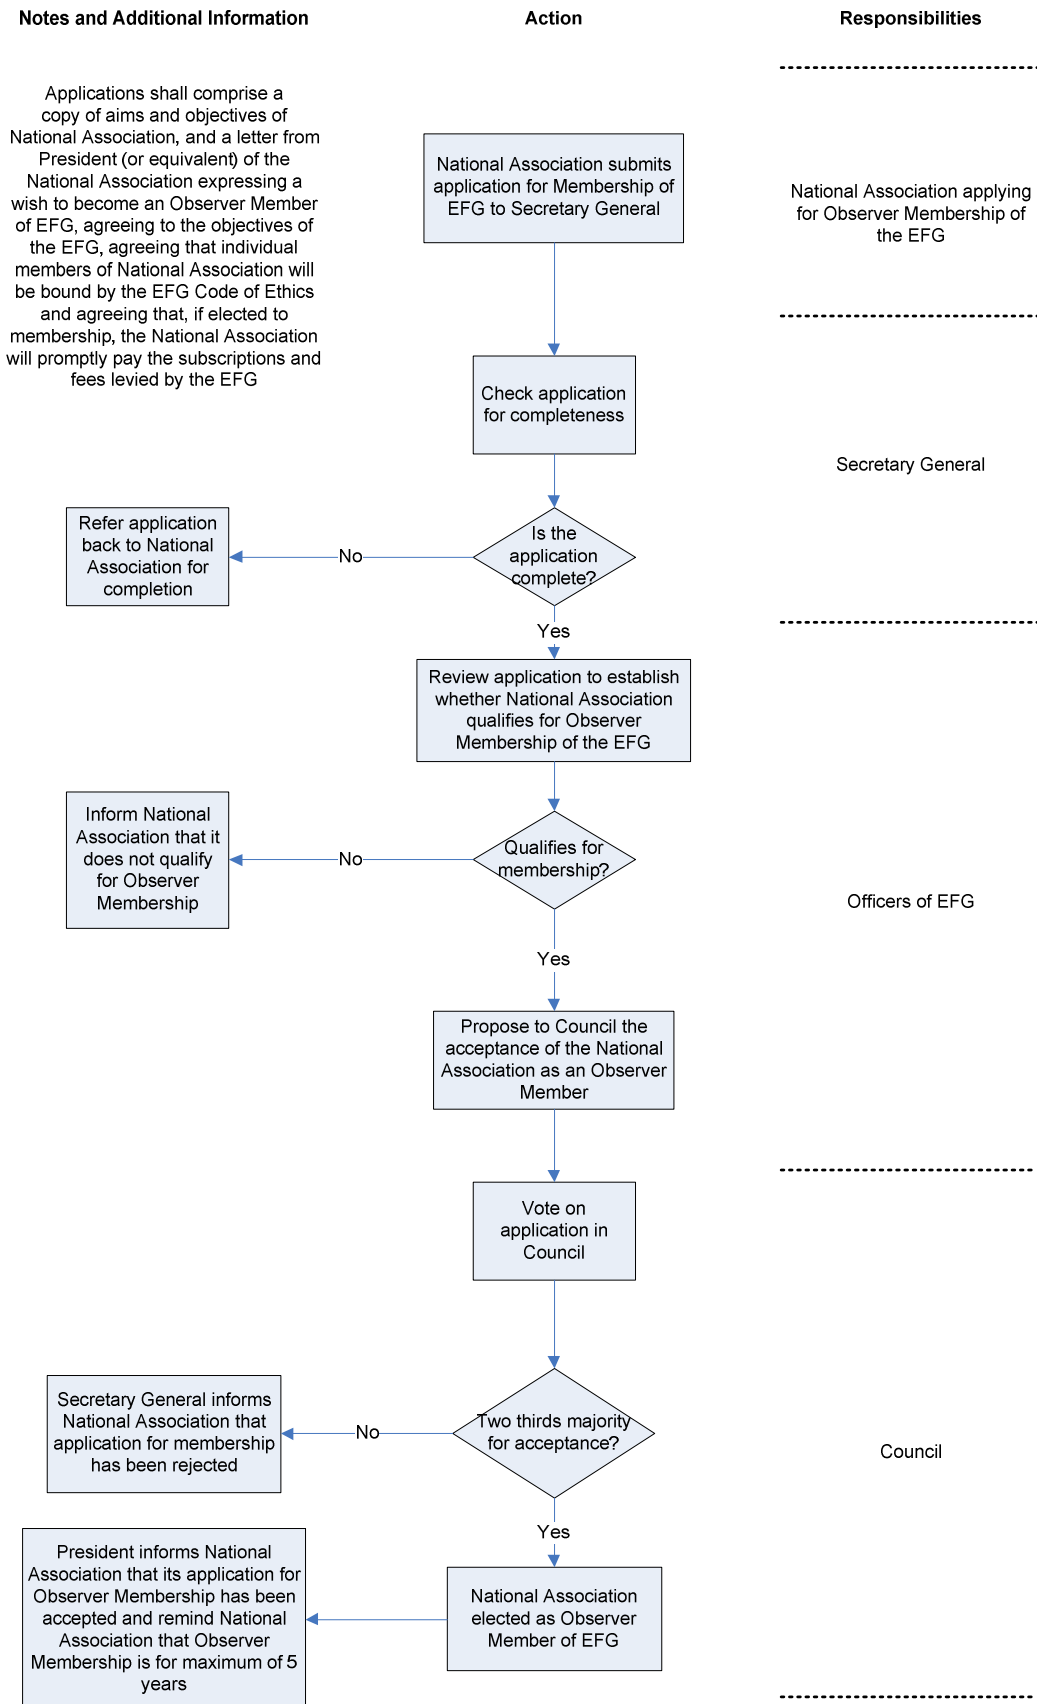 Notes and Additional Information
Action
Responsibilities
Applications shall comprise a
copy of aims and objectives of
National Association, and a letter from
President (or equivalent) of the
National Association expressing a
wish to become an Observer Member
of EFG, agreeing to the objectives of
the EFG, agreeing that individual
members of National Association will
be bound by the EFG Code of Ethics
and agreeing that, if elected to
membership, the National Association
will promptly pay the subscriptions and
fees levied by the EFG
National Association submits
application for Membership of
EFG to Secretary General
National Association applying
for Observer Membership of
the EFG
Check application
for completeness
Secretary General
Is the
application
complete?
No
Refer application
back to National
Association for
completion
Yes
Review application to establish
whether National Association
qualifies for Observer
Membership of the EFG
Qualifies for
membership?
No
Inform National
Association that it
does not qualify
for Observer
Membership
Officers of EFG
Yes
Propose to Council the
acceptance of the National
Association as an Observer
Member
Vote on
application in
Council
Two thirds majority
for acceptance?
No
Secretary General informs
National Association that
application for membership
has been rejected
Council
Yes
National Association
elected as Observer
Member of EFG
President informs National
Association that its application for
Observer Membership has been
accepted and remind National
Association that Observer
Membership is for maximum of 5
years